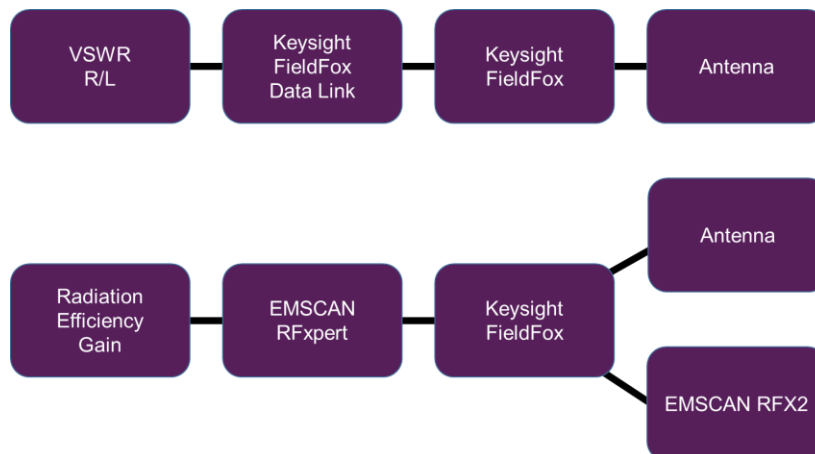 VSWR
R/L
Keysight
FieldFox
Data Link
Keysight
FieldFox
Antenna
Radiation
Efficiency
Gain
EMSCAN
RFxpert
Keysight
FieldFox
Antenna
EMSCAN RFX2